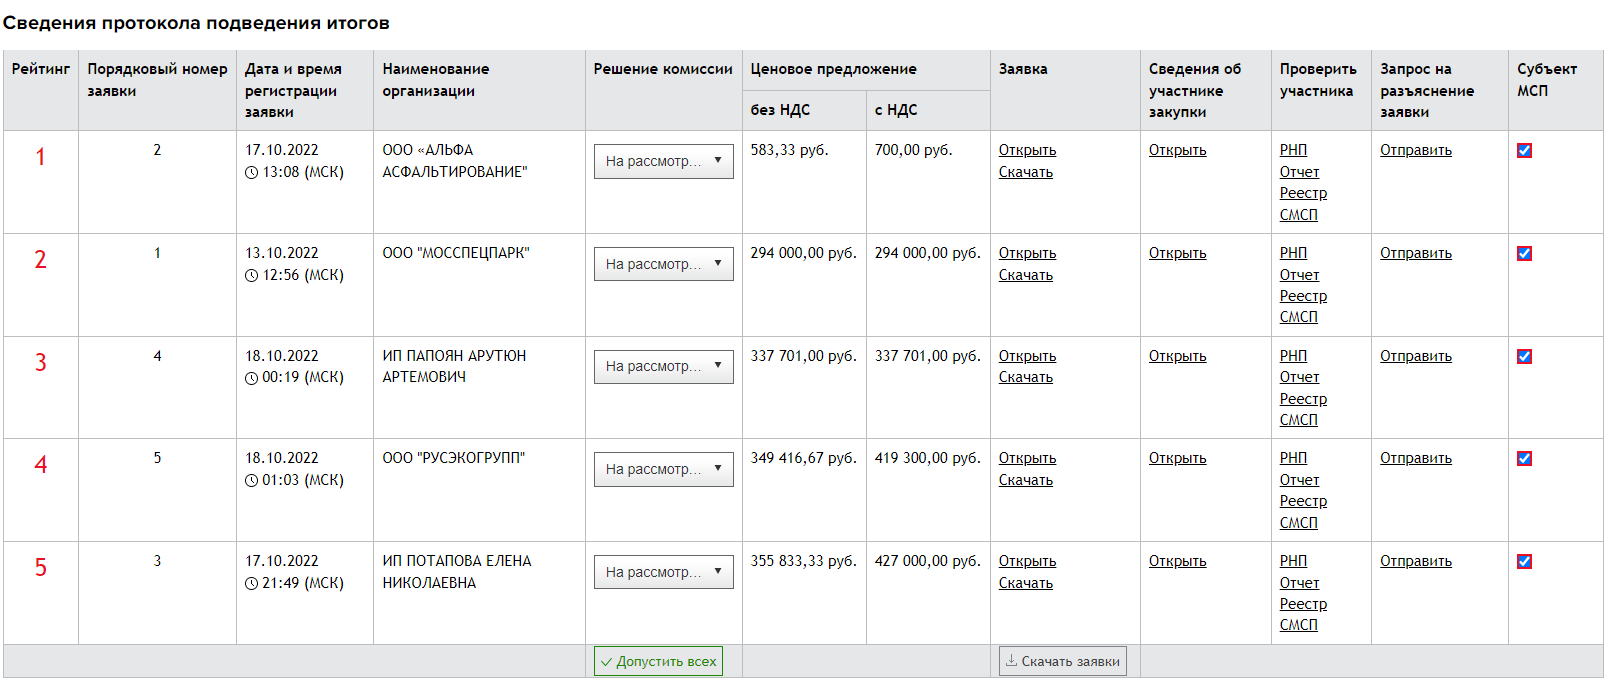 Сведения протокола подведения итогов
Рейтинг
Порядковый номер
заявки
Дата и время
регистрации
заявки
Наименование
организации
Решение комиссии
Ценовое предложение
без НДС
с НДС
Заявка
Сведения об
участнике
закупки
Проверить
участника
Запрос на
разъяснение
заявки
Субъект
МСП
1
2
17.10.2022
13:08 (МСК)
ООО «АЛЬФА
АСФАЛЬТИРОВАНИЕ"
На рассмотр...
583,33 руб.
700,00 руб.
Открыть
Скачать
Открыть
РНП
Отчет
Реестр
СМСП
Отправить
2
1
13.10.2022
12:56 (МСК)
ООО "МОССПЕЦПАРК"
На рассмотр...
294 000,00 руб.
294 000,00 руб.
Открыть
Скачать
Открыть
РНП
Отчет
Реестр
СМСП
Отправить
3
4
18.10.2022
00:19 (МСК)
ИП ПАПОЯН АРУТЮН
АРТЕМОВИЧ
На рассмотр...
337 701,00 руб.
337 701,00 руб.
Открыть
Скачать
Открыть
РНП
Отчет
Реестр
СМСП
Отправить
4
5
18.10.2022
01:03 (МСК)
ООО "РУСЭКОГРУПП"
На рассмотр...
349 416,67 руб.
419 300,00 руб.
Открыть
Скачать
Открыть
РНП
Отчет
Реестр
СМСП
Отправить
5
3
17.10.2022
21:49 (МСК)
ИП ПОТАПОВА ЕЛЕНА
НИКОЛАЕВНА
На рассмотр...
355 833,33 руб.
427 000,00 руб.
Открыть
Скачать
Открыть
РНП
Отчет
Реестр
СМСП
Отправить
Допустить всех
Скачать заявки